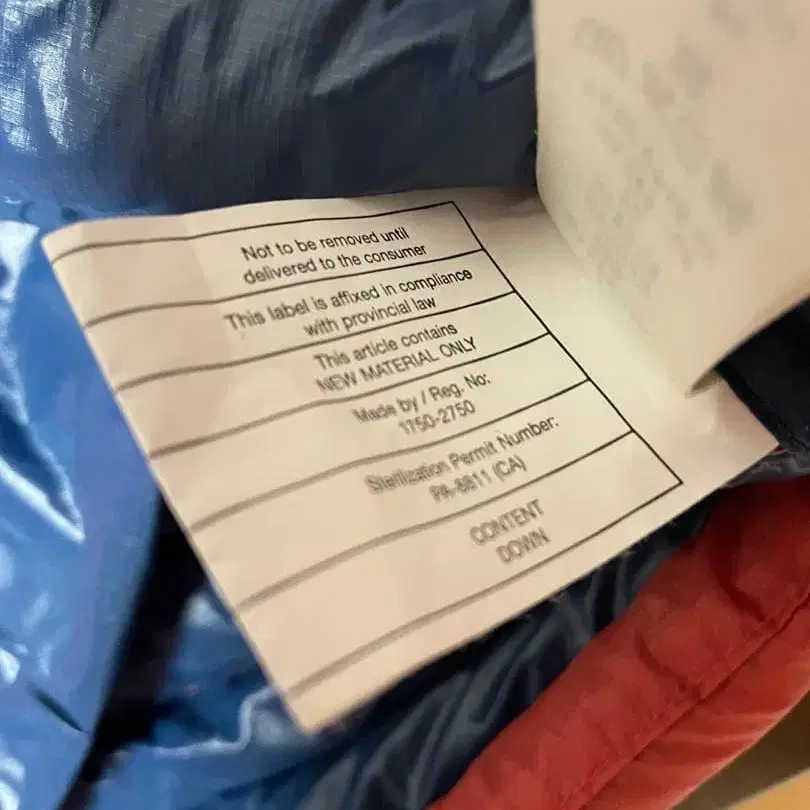 Not to be removed until
delivered to the consumer
This label is affixed in compliance
with provincial law
This article contains
NEW MATERIAL ONLY
Made by / Reg. No:
1750-2750
Sterilization Permit Number:
PA-8811 (CA)
CONTENT
DOWN